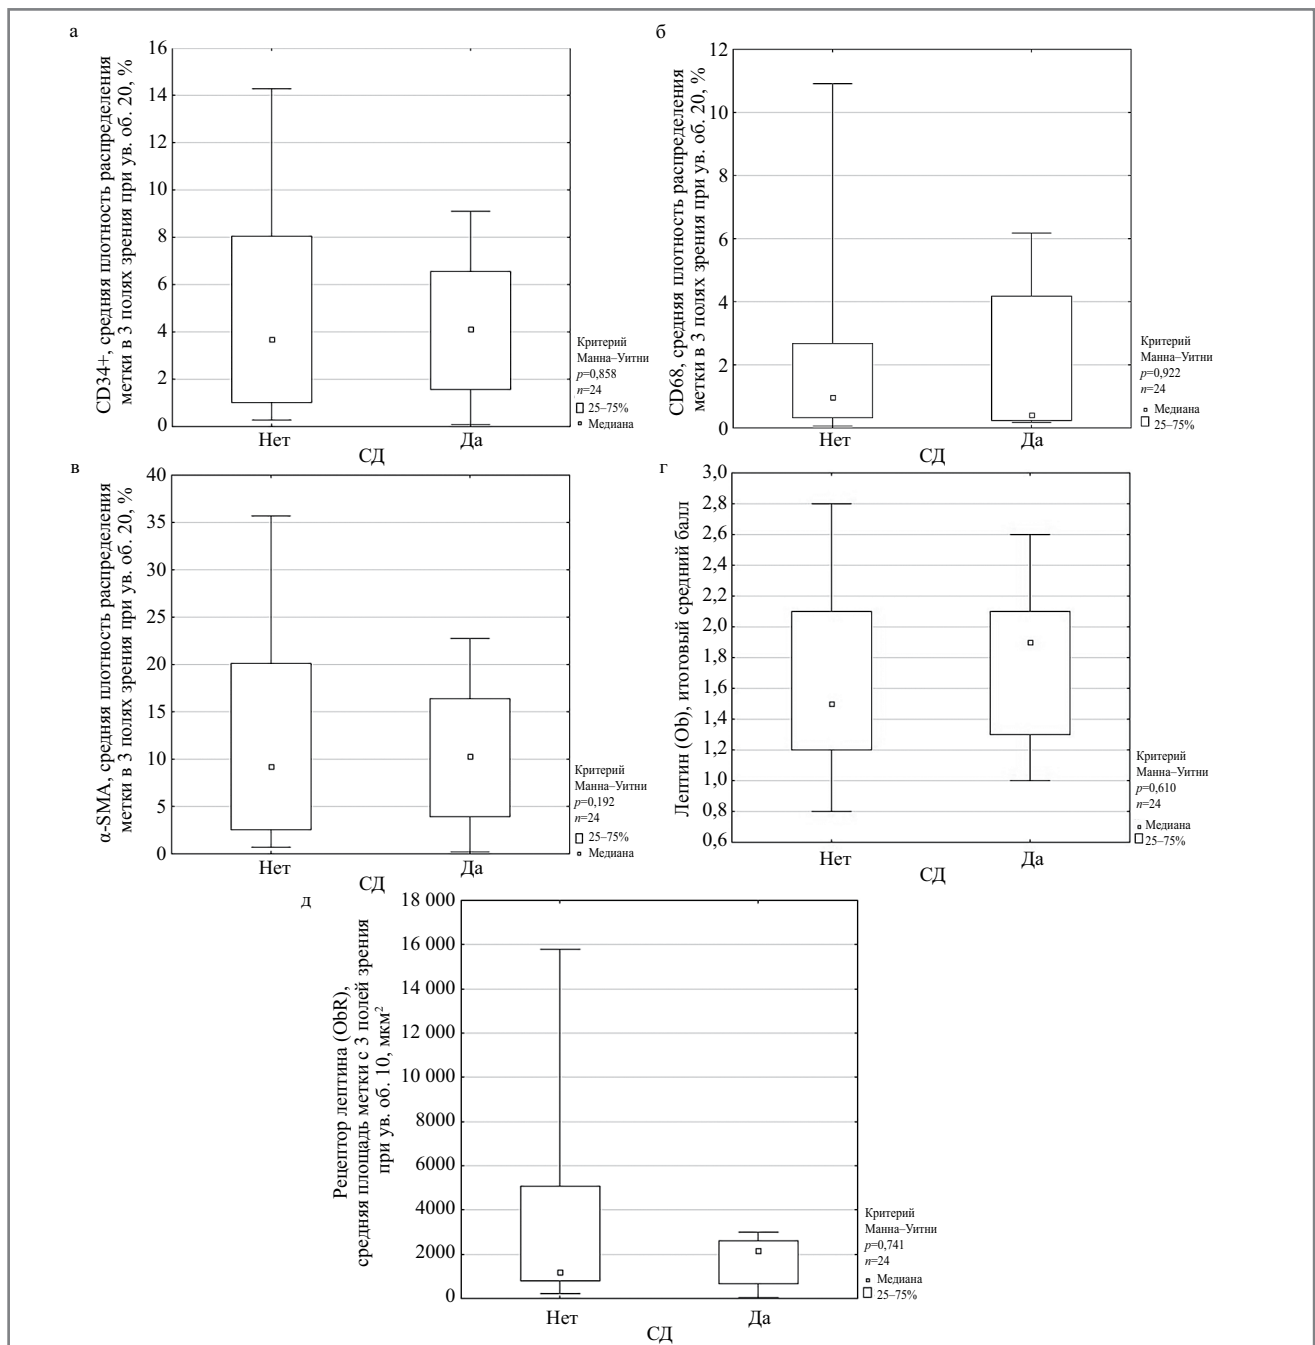 а
CD34+, средняя плотность распределения
метки в 3 полях зрения при ув. об. 20, %
16
14
12
10
8
6
4
2
0
Нет
Да
СД
Критерий
Манна–Уитни
p=0,858
n=24
25–75%
Медиана
б
CD68, средняя плотность распределения
метки в 3 полях зрения при ув. об. 20, %
12
10
8
6
4
2
0
Нет
Да
СД
Критерий
Манна–Уитни
p=0,922
n=24
Медиана
25–75%
в
α-SMA, средняя плотность распределения
метки в 3 полях зрения при ув. об. 20, %
40
35
30
25
20
15
10
5
0
Нет
Да
СД
Критерий
Манна–Уитни
p=0,192
n=24
25–75%
Медиана
г
Лептин (Ob), итоговый средний балл
3,0
2,8
2,6
2,4
2,2
2,0
1,8
1,6
1,4
1,2
1,0
0,8
0,6
Нет
Да
СД
Критерий
Манна–Уитни
p=0,610
n=24
Медиана
25–75%
д
Рецептор лептина (ObR),
средняя площадь метки с 3 полей зрения
при ув. об. 10, мкм²
18 000
16 000
14 000
12 000
10 000
8000
6000
4000
2000
0
Нет
Да
СД
Критерий
Манна–Уитни
p=0,741
n=24
Медиана
25–75%